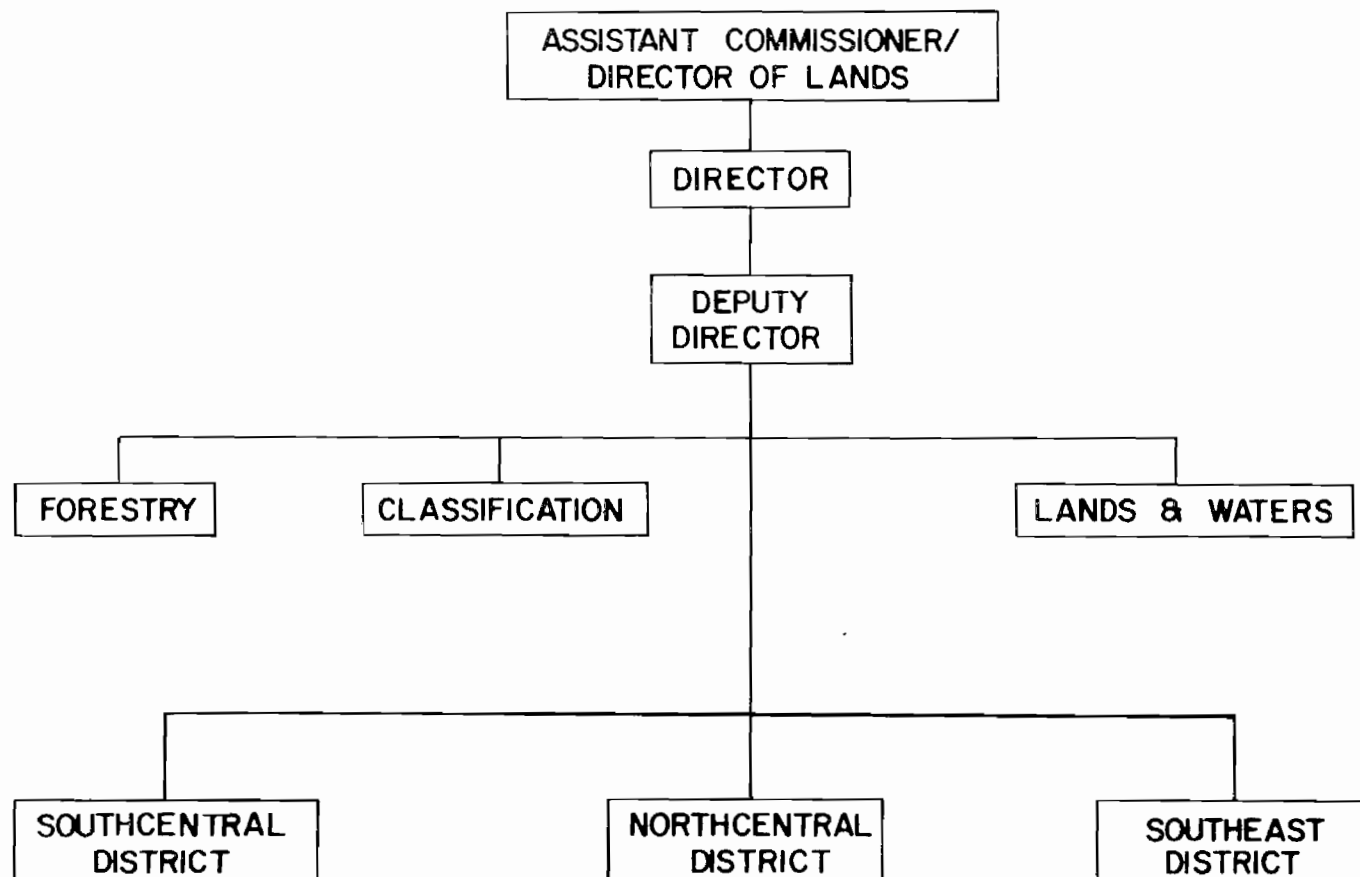 ASSISTANT COMMISSIONER/
DIRECTOR OF LANDS
DIRECTOR
DEPUTY
DIRECTOR
FORESTRY
CLASSIFICATION
LANDS & WATERS
SOUTHCENTRAL
DISTRICT
NORTHCENTRAL
DISTRICT
SOUTHEAST
DISTRICT